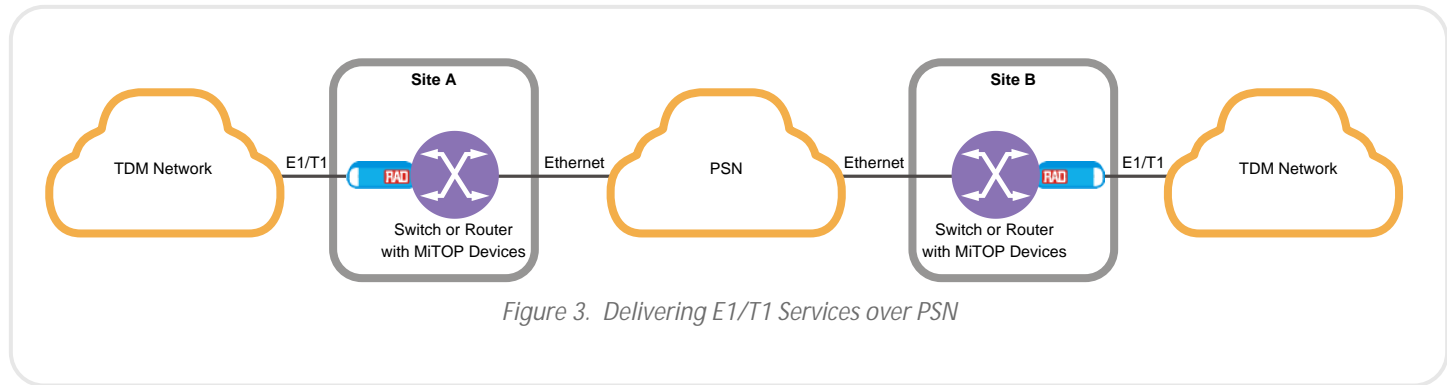 Site A
Site B
TDM Network
E1/T1
RAD
Ethernet
PSN
Ethernet
RAD
E1/T1
TDM Network
Switch or Router
with MiTOP Devices
Switch or Router
with MiTOP Devices
Figure 3. Delivering E1/T1 Services over PSN